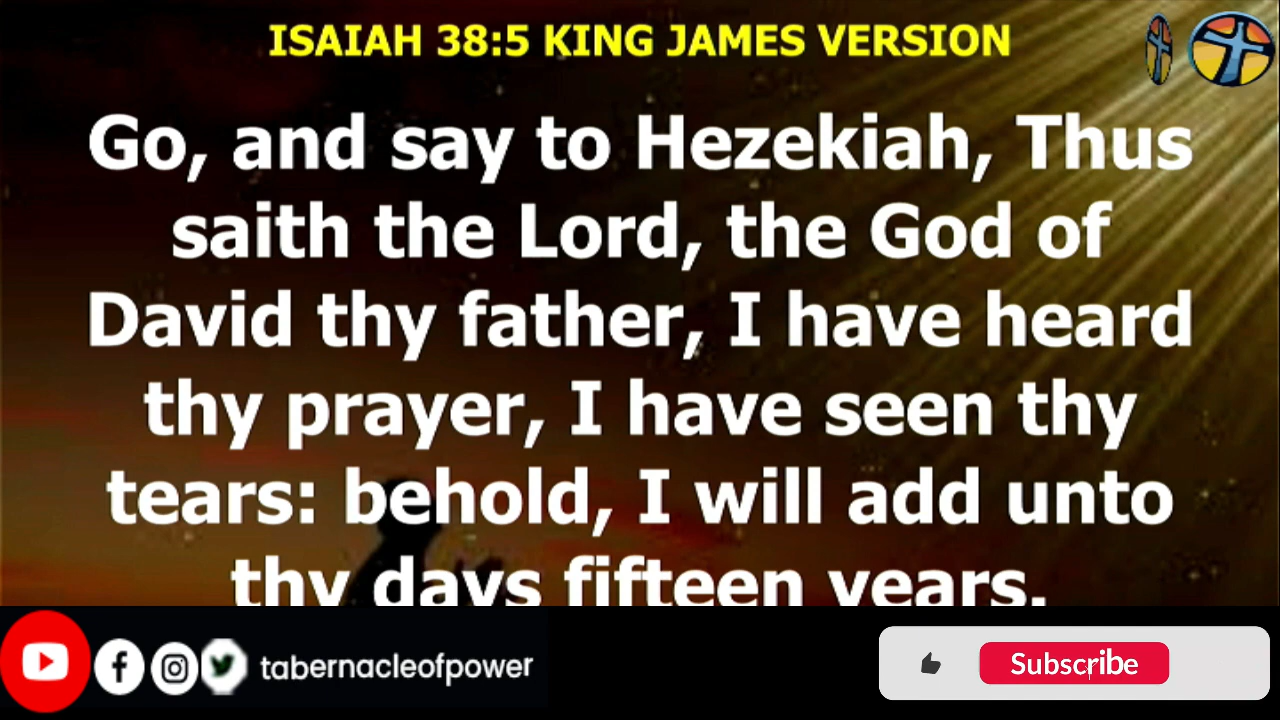 ISAIAH 38:5 KING JAMES VERSION
Go, and say to Hezekiah, Thus
saith the Lord, the God of
David thy father, I have heard
thy prayer, I have seen thy
tears: behold, I will add unto
thy days fifteen years.
tabernacleofpower
Subscribe